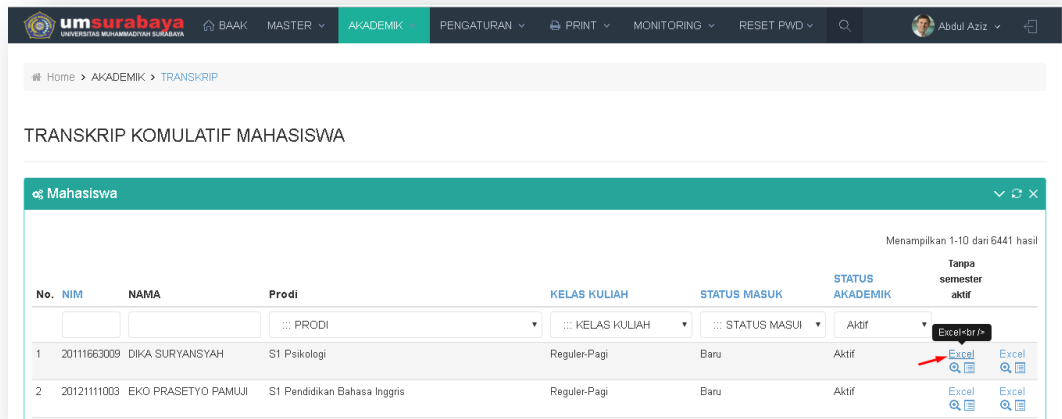 umsurabaya
UNIVERSITAS MUHAMMADIYAH SURABAYA
BAAK MASTER AKADEMIK PENGATURAN PRINT MONITORING RESET PWD Abdul Aziz
Home > AKADEMIK > TRANSKRIP
TRANSKRIP KOMULATIF MAHASISWA
Mahasiswa
Menampilkan 1-10 dari 6441 hasil
No. NIM NAMA Prodi KELAS KULIAH STATUS MASUK STATUS AKADEMIK Tanpa semester aktif
::: PRODI ::: KELAS KULIAH ::: STATUS MASUI Aktif
Excel<br />
1 20111663009 DIKA SURYANSYAH S1 Psikologi Reguler-Pagi Baru Aktif Excel Excel
2 20121111003 EKO PRASETYO PAMUJI S1 Pendidikan Bahasa Inggris Reguler-Pagi Baru Aktif Excel Excel